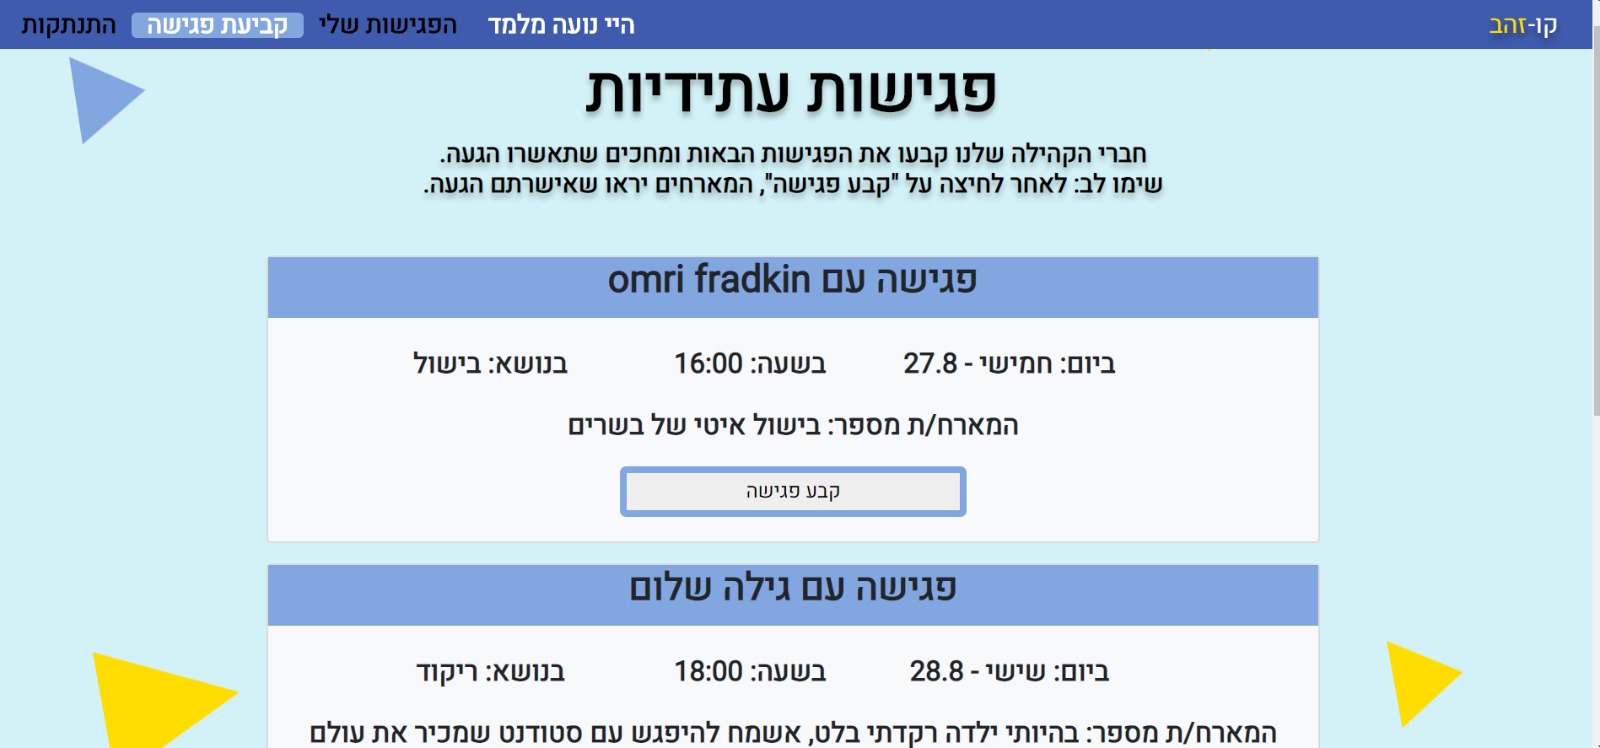 קו-זהב
היי נועה מלמד
הפגישות שלי
קביעת פגישה
התנתקות
פגישות עתידיות
חברי הקהילה שלנו קבעו את הפגישות הבאות ומחכים שתאשרו הגעה.
שימו לב: לאחר לחיצה על "קבע פגישה", המארחים יראו שאישרתם הגעה.
פגישה עם omri fradkin
ביום: חמישי - 27.8 בשעה: 16:00 בנושא: בישול
המארח/ת מספר: בישול איטי של בשרים
קבע פגישה
פגישה עם גילה שלום
ביום: שישי - 28.8 בשעה: 18:00 בנושא: ריקוד
המארח/ת מספר: בהיותי ילדה רקדתי בלט, אשמח להיפגש עם סטודנט שמכיר את עולם